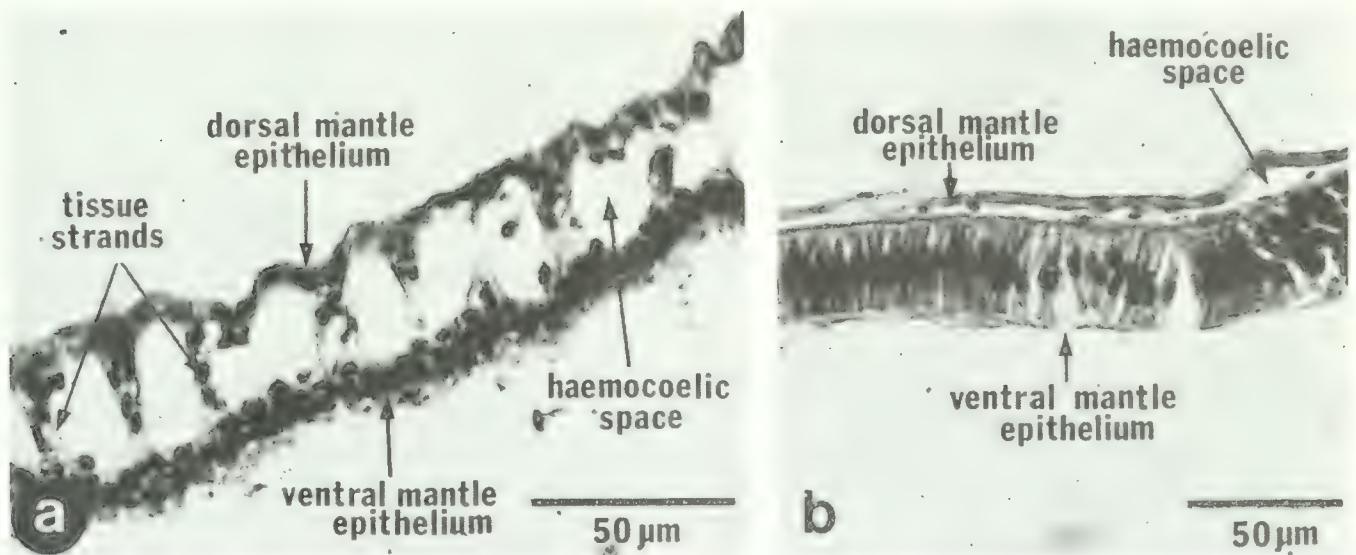 dorsal mantle
epithelium
tissue
strands
haemocoelic
space
ventral mantle
epithelium
50 µm
a
haemocoelic
space
dorsal mantle
epithelium
ventral mantle
epithelium
50 µm
b